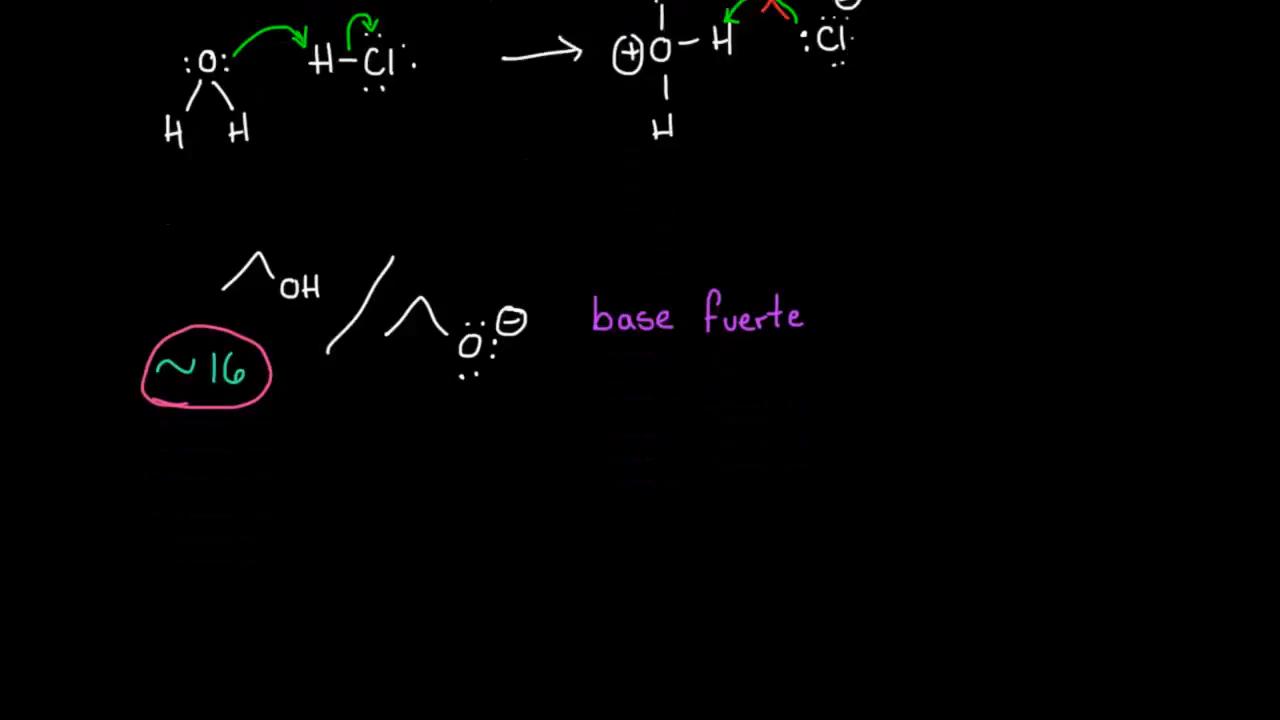 :O: H-Cl → ⊕ O-H :Cl
H H H
OH / O ⊖ base fuerte
~16